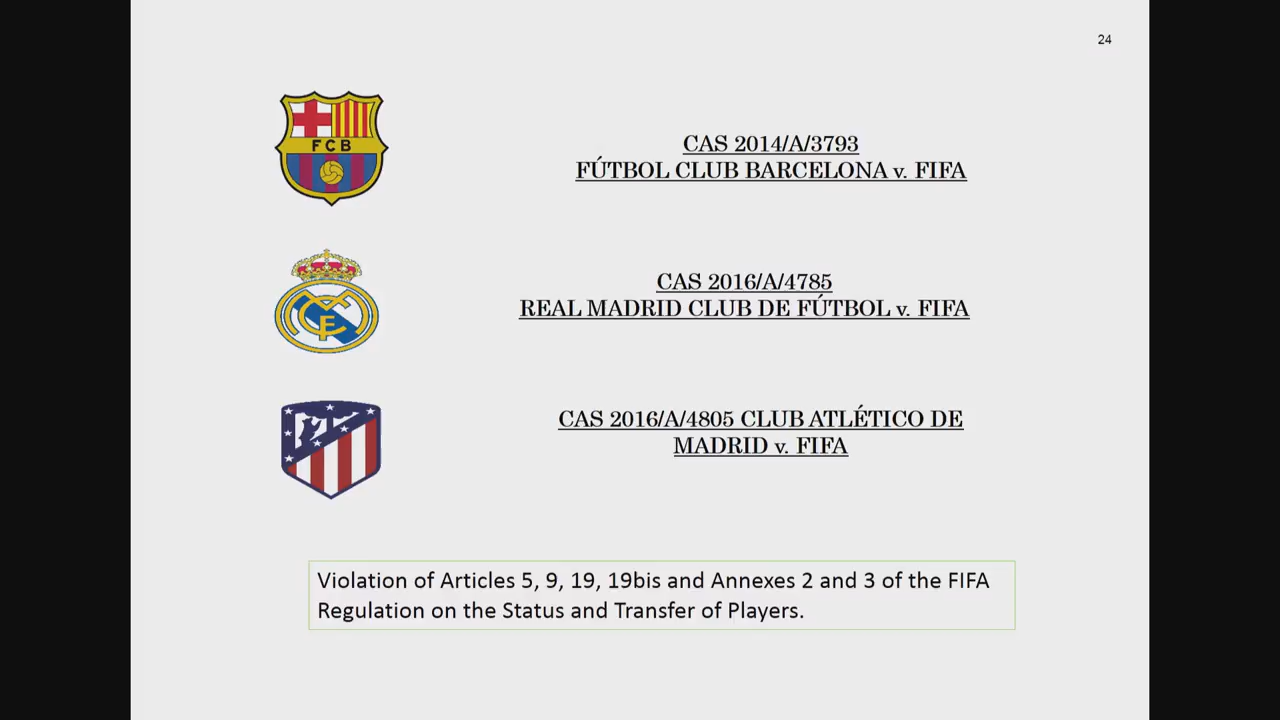 24
FCB
CAS 2014/A/3793
FÚTBOL CLUB BARCELONA v. FIFA
CAS 2016/A/4785
REAL MADRID CLUB DE FÚTBOL v. FIFA
CAS 2016/A/4805 CLUB ATLÉTICO DE
MADRID v. FIFA
Violation of Articles 5, 9, 19, 19bis and Annexes 2 and 3 of the FIFA
Regulation on the Status and Transfer of Players.